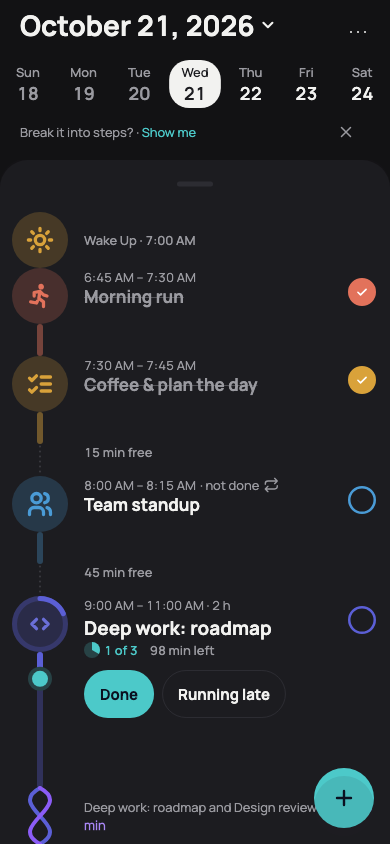 October 21, 2026
...
Sun Mon Tue Wed Thu Fri Sat
18 19 20 21 22 23 24
Break it into steps? · Show me
Wake Up · 7:00 AM
6:45 AM – 7:30 AM
Morning run
7:30 AM – 7:45 AM
Coffee & plan the day
15 min free
8:00 AM – 8:15 AM · not done
Team standup
45 min free
9:00 AM – 11:00 AM · 2 h
Deep work: roadmap
1 of 3 98 min left
Done Running late
Deep work: roadmap and Design review
min